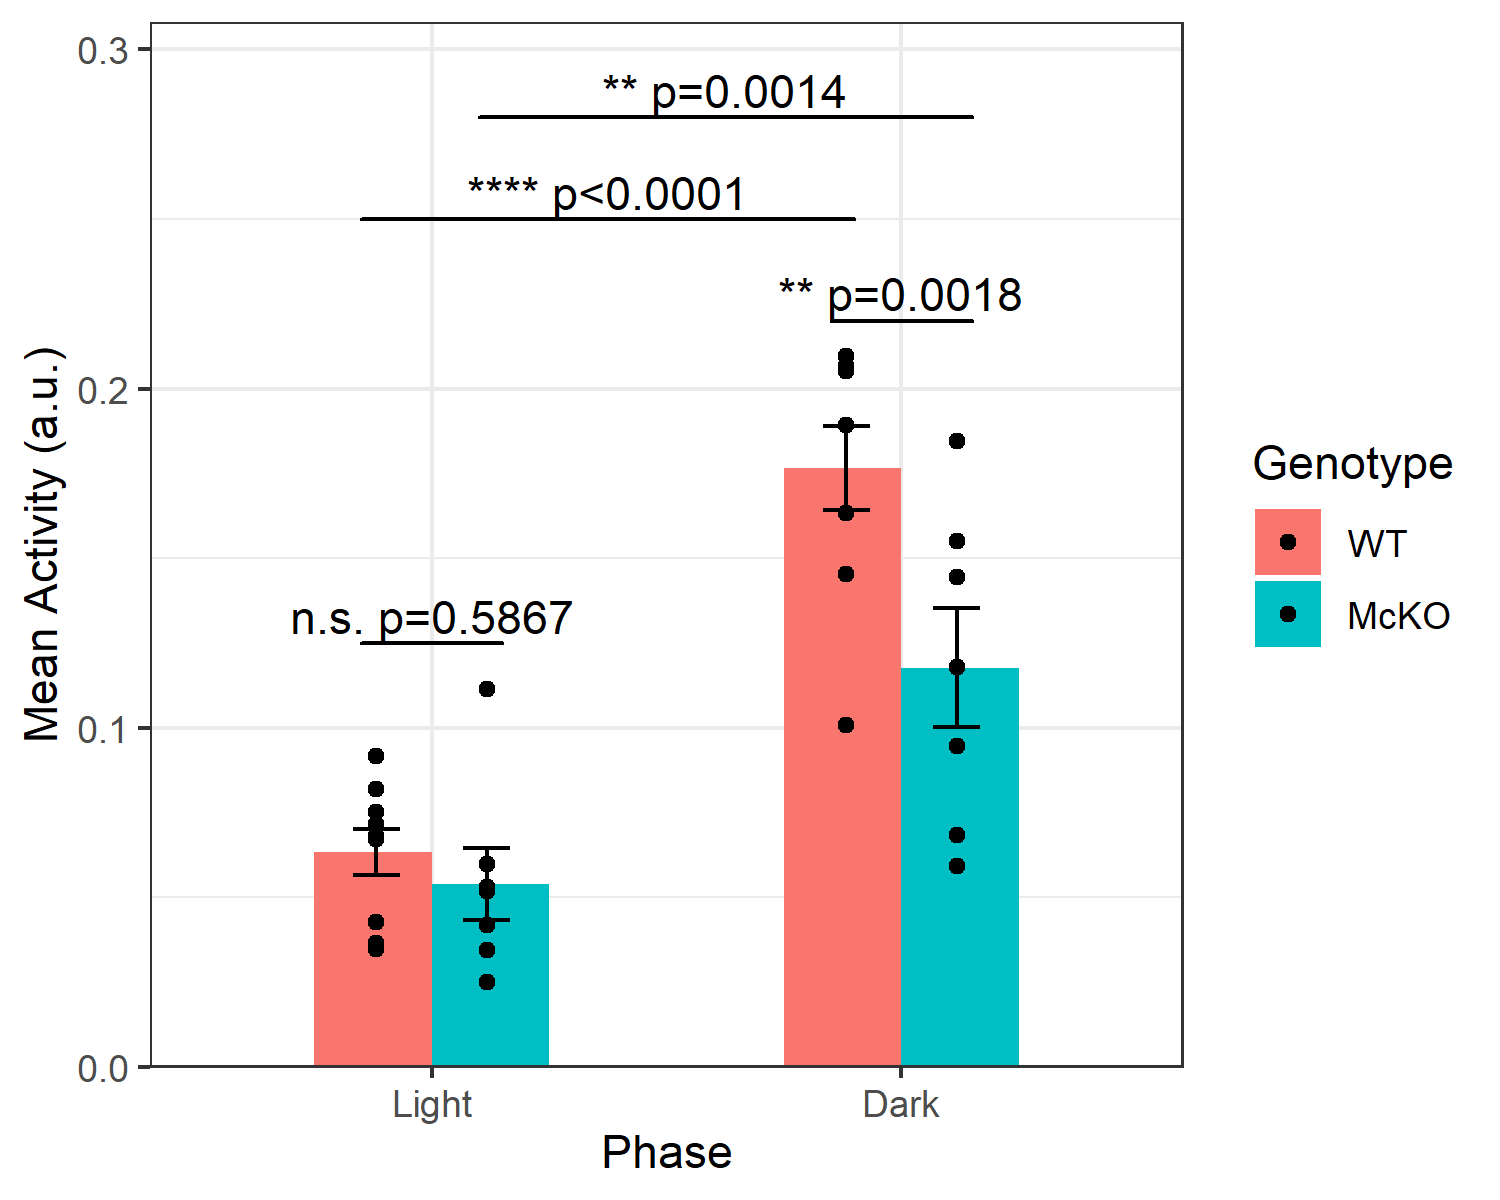 0.3
** p=0.0014
**** p<0.0001
** p=0.0018
0.2
n.s. p=0.5867
0.1
0.0
Mean Activity (a.u.)
Light
Dark
Phase
Genotype
WT
McKO